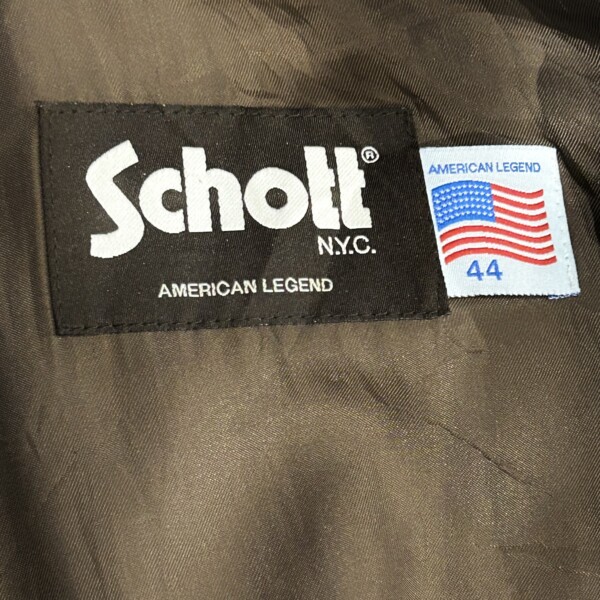 Schott®
N.Y.C.
AMERICAN LEGEND
AMERICAN LEGEND
44